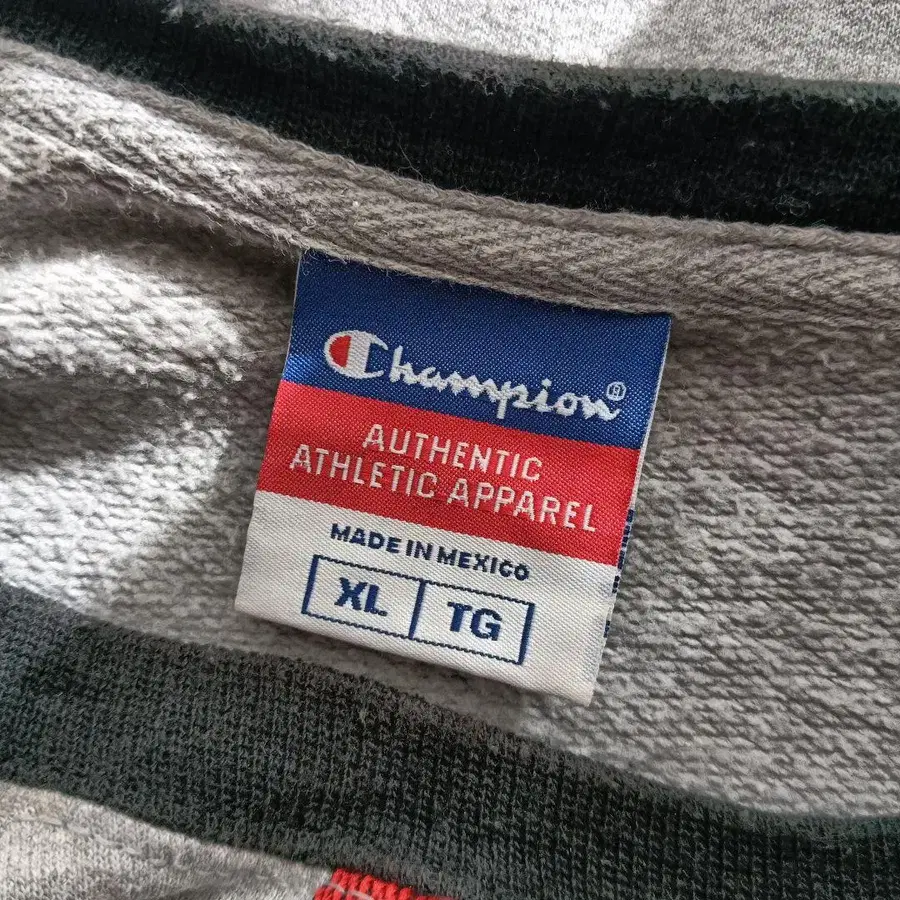 Champion®
AUTHENTIC
ATHLETIC APPAREL
MADE IN MEXICO
XL TG